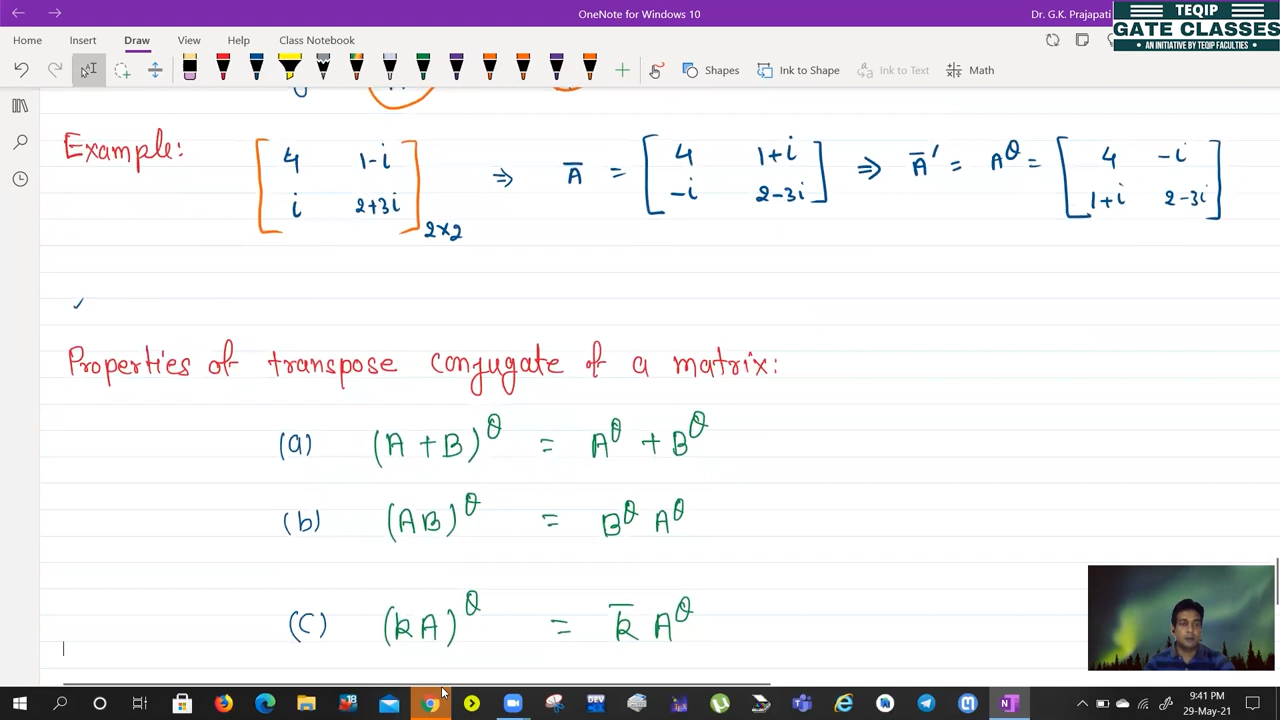 OneNote for Windows 10
Dr. G.K. Prajapati
TEQIP
GATE CLASSES
AN INITIATIVE BY TEQIP FACULTIES
Home Insert Draw View Help Class Notebook
Shapes Ink to Shape Ink to Text Math
Example: [4 1-i
i 2+3i]2×2 ⇒ A̅ = [4 1+i
-i 2-3i] ⇒ A̅' = A^θ = [4 -i
1+i 2-3i]
Properties of transpose conjugate of a matrix:
(a) (A+B)^θ = A^θ + B^θ
(b) (AB)^θ = B^θ A^θ
(C) (kA)^θ = k̅ A^θ
9:41 PM
29-May-21